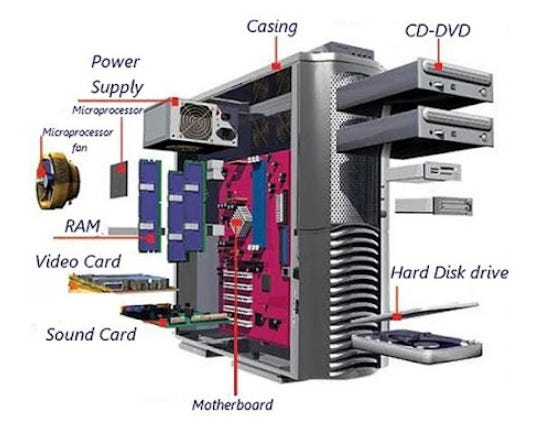 Casing
CD-DVD
Power
Supply
Microprocessor
Microprocessor
fan
RAM
Video Card
Hard Disk drive
Sound Card
Motherboard